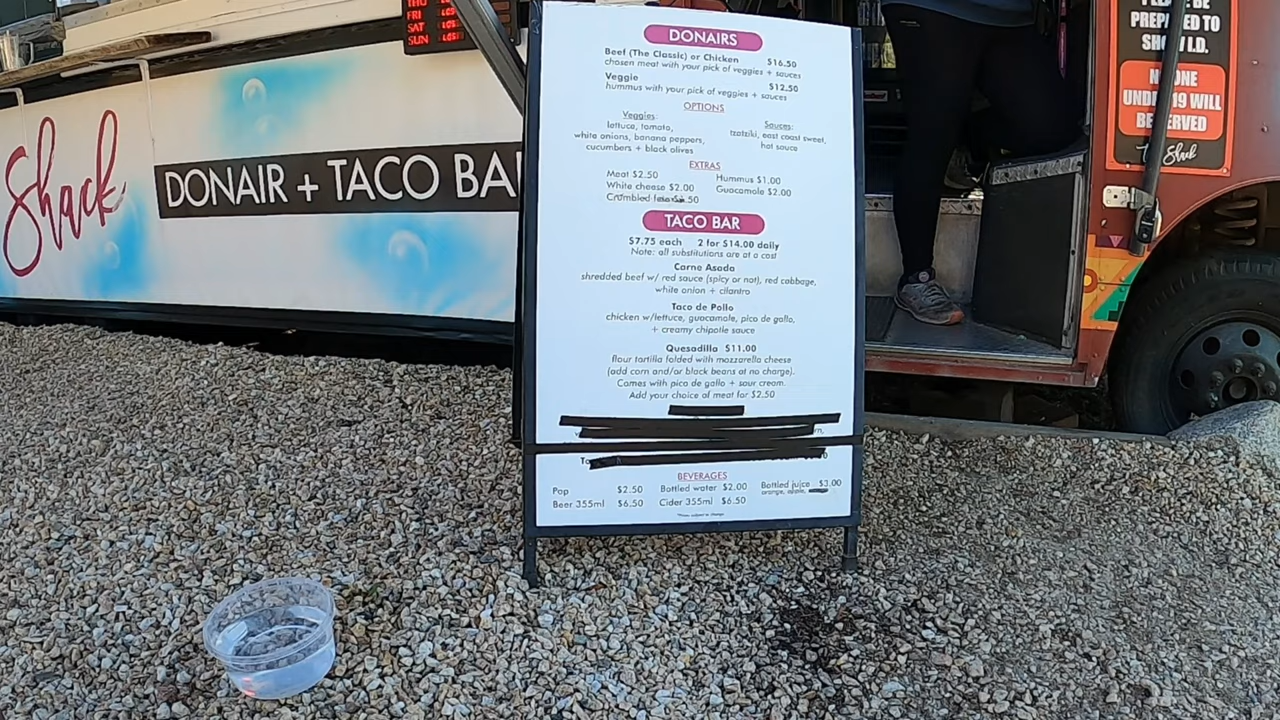 THU
FRI
SAT
SUN
Shack
DONAIR + TACO BA
DONAIRS
Beef (The Classic) or Chicken $16.50
chosen meat with your pick of veggies + sauces
Veggie $12.50
hummus with your pick of veggies + sauces
OPTIONS
Veggies:
lettuce, tomato,
white onions, banana peppers,
cucumbers + black olives
Sauces:
tzatziki, east coast sweet,
hot sauce
EXTRAS
Meat $2.50
White cheese $2.00
Crumbled .50
Hummus $1.00
Guacamole $2.00
TACO BAR
$7.75 each 2 for $14.00 daily
Note: all substitutions are at a cost
Carne Asada
shredded beef w/ red sauce (spicy or not), red cabbage,
white onion + cilantro
Taco de Pollo
chicken w/lettuce, guacamole, pico de gallo,
+ creamy chipotle sauce
Quesadilla $11.00
flour tortilla folded with mozzarella cheese
(add corn and/or black beans at no charge).
Comes with pico de gallo + sour cream.
Add your choice of meat for $2.50
BEVERAGES
Pop $2.50
Beer 355ml $6.50
Bottled water $2.00
Cider 355ml $6.50
Bottled juice $3.00
orange, apple,
PLEASE BE
PREPARED TO
SHOW I.D.
NO ONE
UNDER 19 WILL
BE SERVED
The Shack